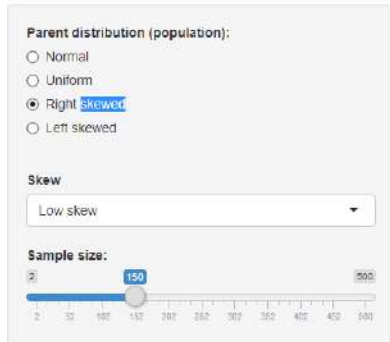 Parent distribution (population):
Normal
Uniform
Right skewed
Left skewed
Skew
Low skew
Sample size:
2 150 500
2 52 102 152 202 252 302 352 402 452 500